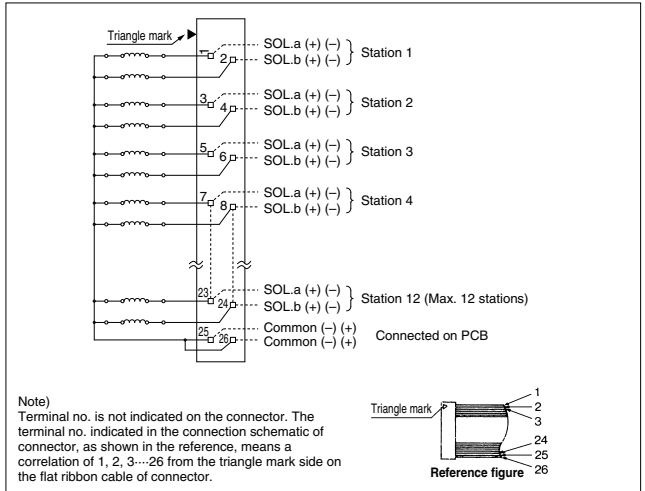 Triangle mark
1
SOL.a (+) (–)
2
SOL.b (+) (–)
Station 1
3
SOL.a (+) (–)
4
SOL.b (+) (–)
Station 2
5
SOL.a (+) (–)
6
SOL.b (+) (–)
Station 3
7
SOL.a (+) (–)
8
SOL.b (+) (–)
Station 4
23
SOL.a (+) (–)
24
SOL.b (+) (–)
Station 12 (Max. 12 stations)
25
Common (–) (+)
26
Common (–) (+)
Connected on PCB
Note)
Terminal no. is not indicated on the connector. The
terminal no. indicated in the connection schematic of
connector, as shown in the reference, means a
correlation of 1, 2, 3····26 from the triangle mark side on
the flat ribbon cable of connector.
Triangle mark
1
2
3
24
25
26
Reference figure